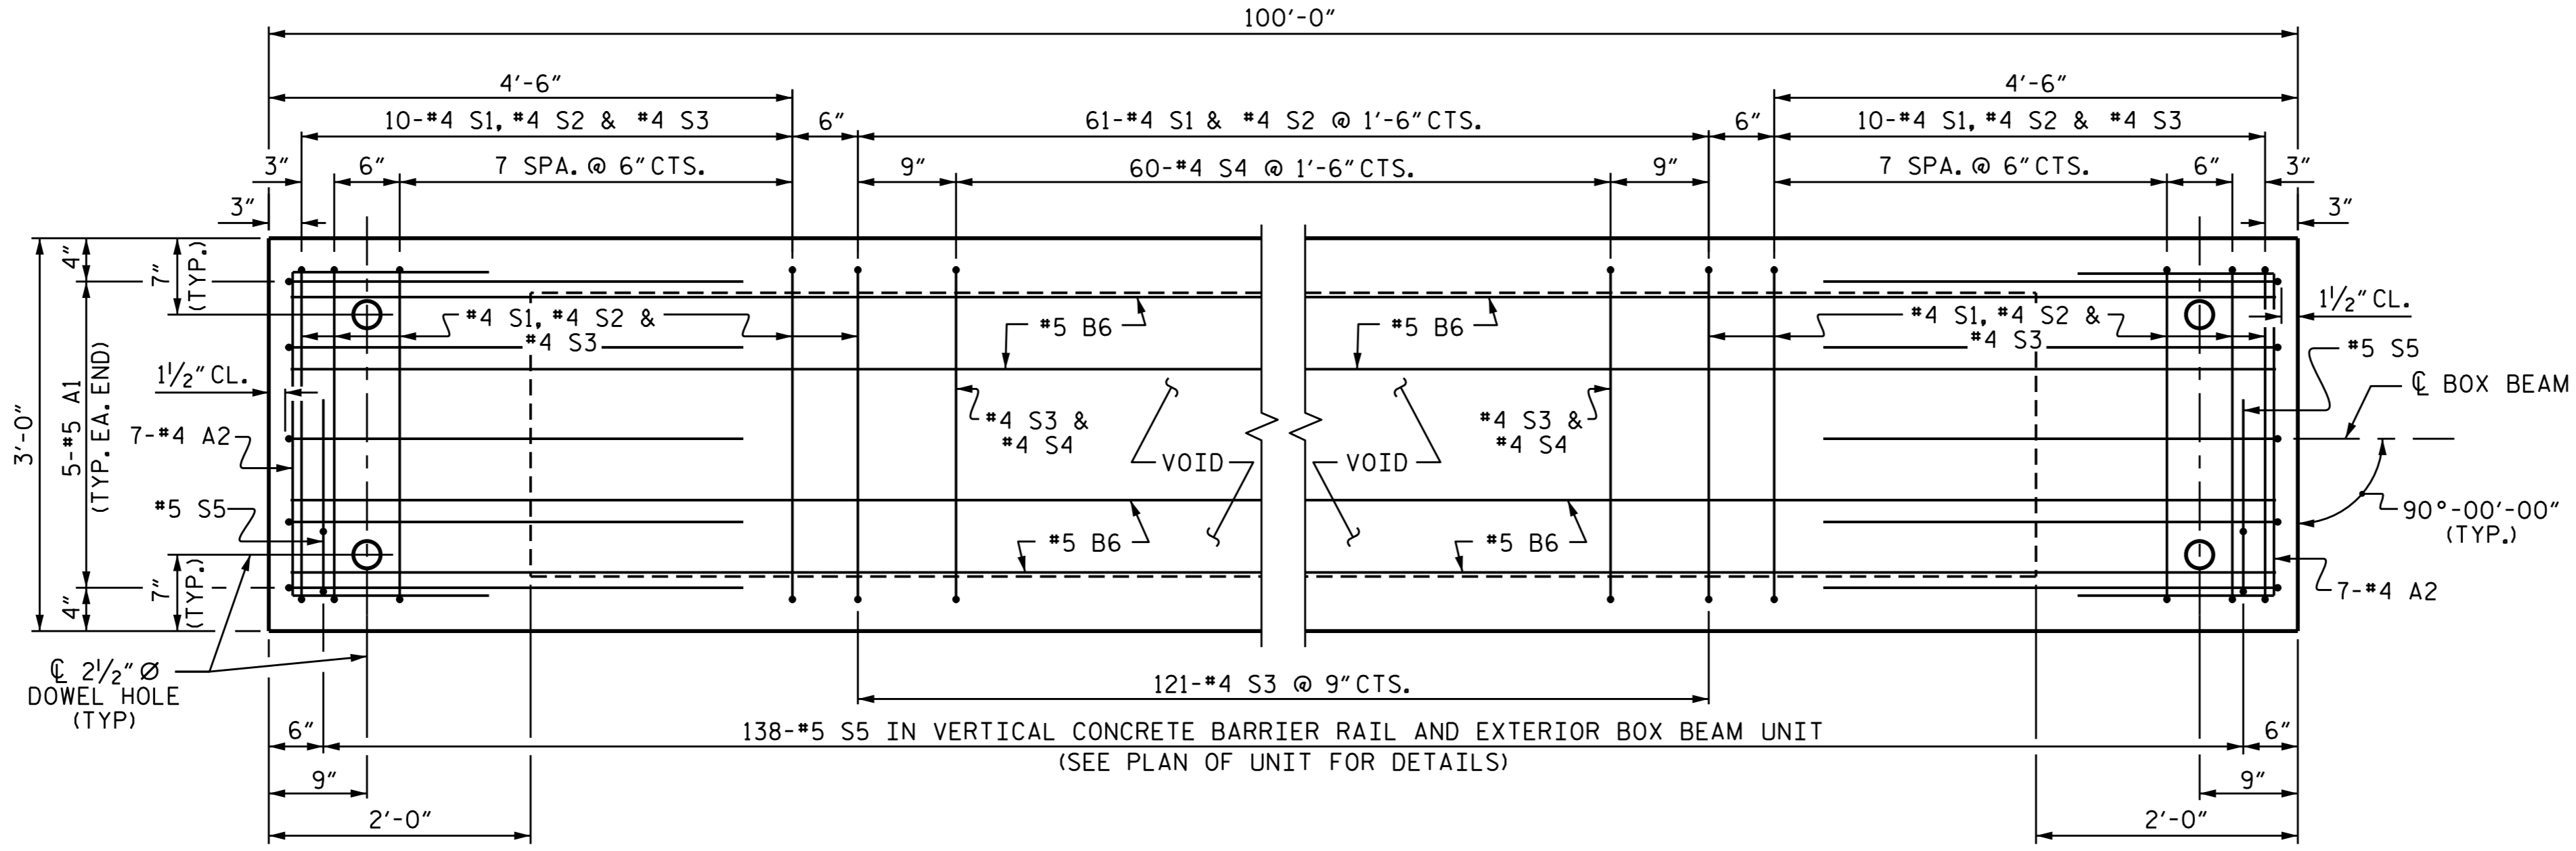 100'-0"
4'-6"
4'-6"
10-#4 S1, #4 S2 & #4 S3
6"
61-#4 S1 & #4 S2 @ 1'-6" CTS.
6"
10-#4 S1, #4 S2 & #4 S3
3"
6"
7 SPA. @ 6" CTS.
9"
60-#4 S4 @ 1'-6" CTS.
9"
7 SPA. @ 6" CTS.
6"
3"
3"
3"
4"
7"
(TYP.)
#4 S1, #4 S2 &
#4 S3
#5 B6
#5 B6
#4 S1, #4 S2 &
#4 S3
1½" CL.
#5 S5
℄ BOX BEAM
1½" CL.
3'-0"
5-#5 A1
(TYP. EA. END)
7-#4 A2
#4 S3 &
#4 S4
#4 S3 &
#4 S4
VOID
VOID
#5 S5
90°-00'-00"
(TYP.)
#5 B6
#5 B6
7-#4 A2
7"
(TYP.)
4"
℄ 2½" Ø
DOWEL HOLE
(TYP)
121-#4 S3 @ 9" CTS.
6"
138-#5 S5 IN VERTICAL CONCRETE BARRIER RAIL AND EXTERIOR BOX BEAM UNIT
6"
(SEE PLAN OF UNIT FOR DETAILS)
9"
9"
2'-0"
2'-0"